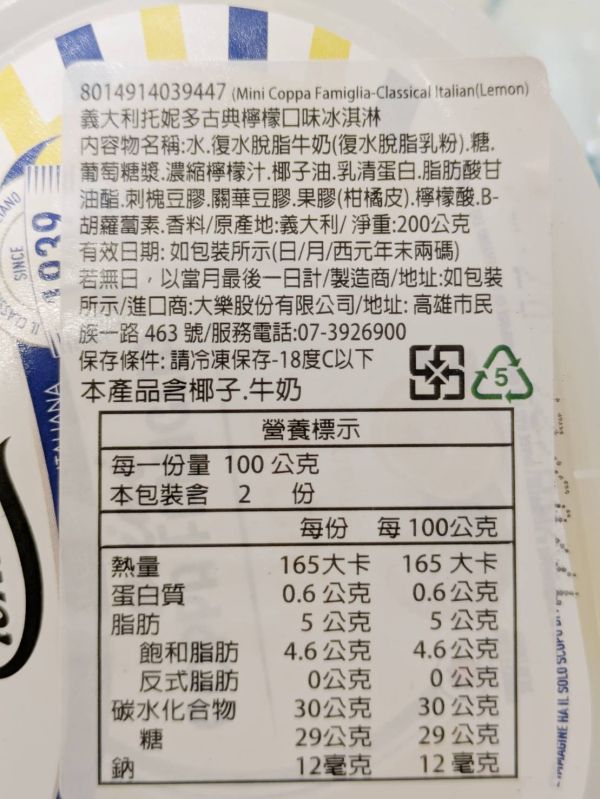 8014914039447 (Mini Coppa Famiglia-Classical Italian(Lemon)
義大利托妮多古典檸檬口味冰淇淋
內容物名稱:水.復水脫脂牛奶(復水脫脂乳粉).糖.
葡萄糖漿.濃縮檸檬汁.椰子油.乳清蛋白.脂肪酸甘
油酯.刺槐豆膠.關華豆膠.果膠(柑橘皮).檸檬酸.B-
胡蘿蔔素.香料/原產地:義大利/ 淨重:200公克
有效日期: 如包裝所示(日/月/西元年末兩碼)
若無日，以當月最後一日計/製造商/地址:如包裝
所示/進口商:大樂股份有限公司/地址: 高雄市民
族一路 463 號/服務電話:07-3926900
保存條件: 請冷凍保存-18度C以下
本產品含椰子.牛奶
5
營養標示
每一份量 100 公克
本包裝含 2 份
每份 每 100公克
熱量 165大卡 165 大卡
蛋白質 0.6 公克 0.6 公克
脂肪 5 公克 5 公克
飽和脂肪 4.6 公克 4.6 公克
反式脂肪 0公克 0 公克
碳水化合物 30公克 30 公克
糖 29公克 29 公克
鈉 12毫克 12 毫克
SINCE
1939
IL CLASS
TALIANA
IMMAGINE HA IL SOLO SCOPO DI